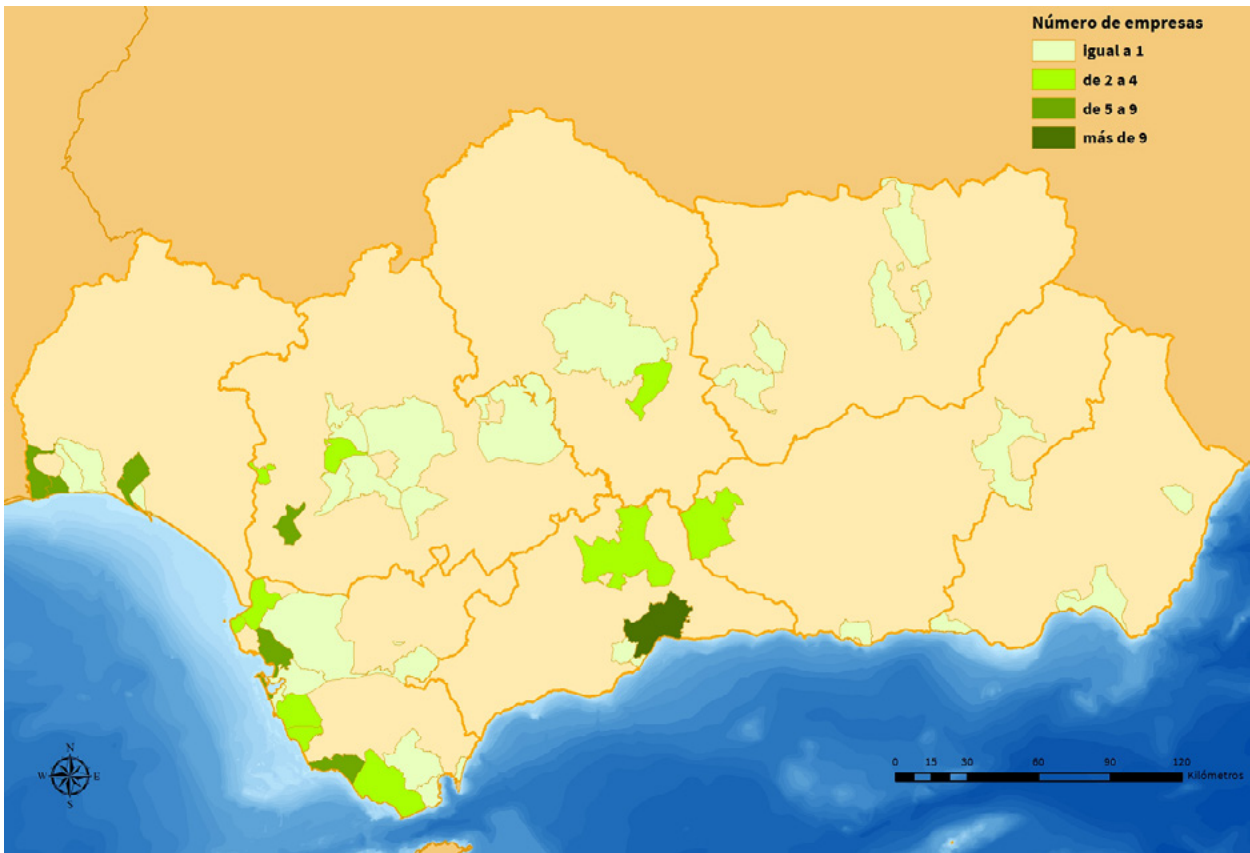 Número de empresas
igual a 1
de 2 a 4
de 5 a 9
más de 9
N
W E
S
0 15 30 60 90 120
Kilómetros